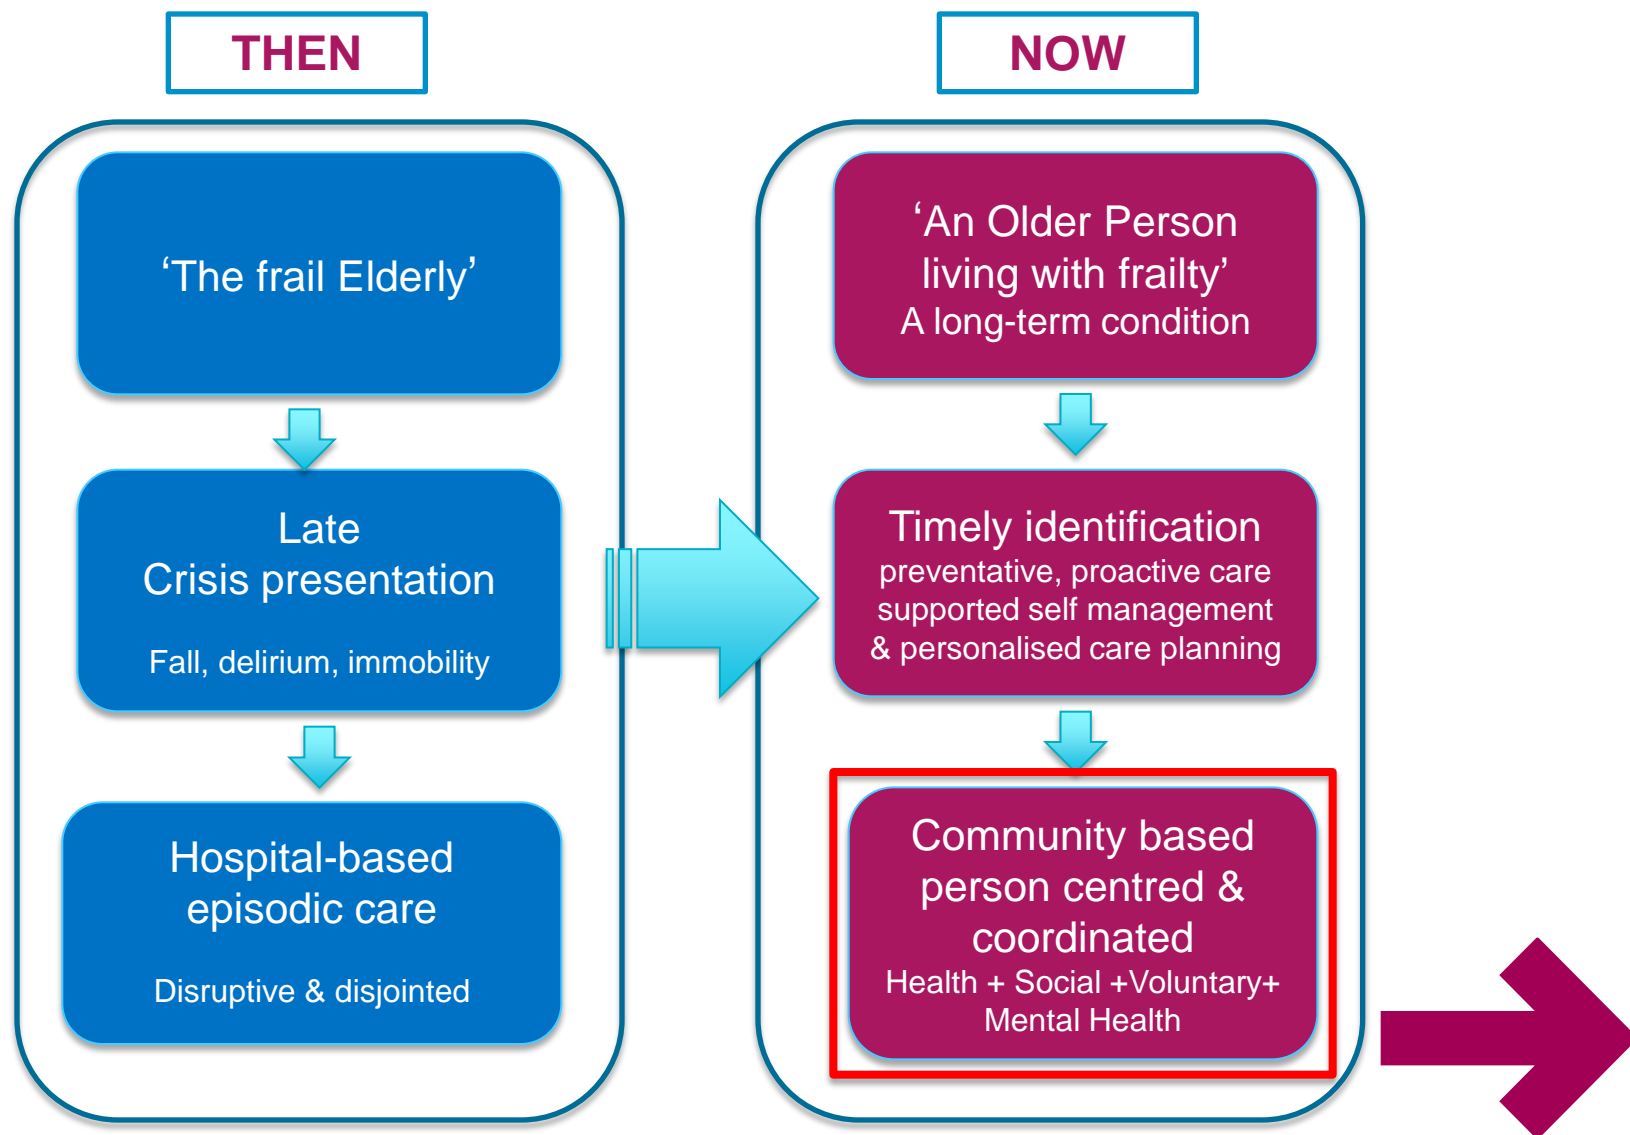 THEN
‘The frail Elderly’
Late
Crisis presentation
Fall, delirium, immobility
Hospital-based
episodic care
Disruptive & disjointed
NOW
‘An Older Person
living with frailty’
A long-term condition
Timely identification
preventative, proactive care
supported self management
& personalised care planning
Community based
person centred &
coordinated
Health + Social +Voluntary+
Mental Health